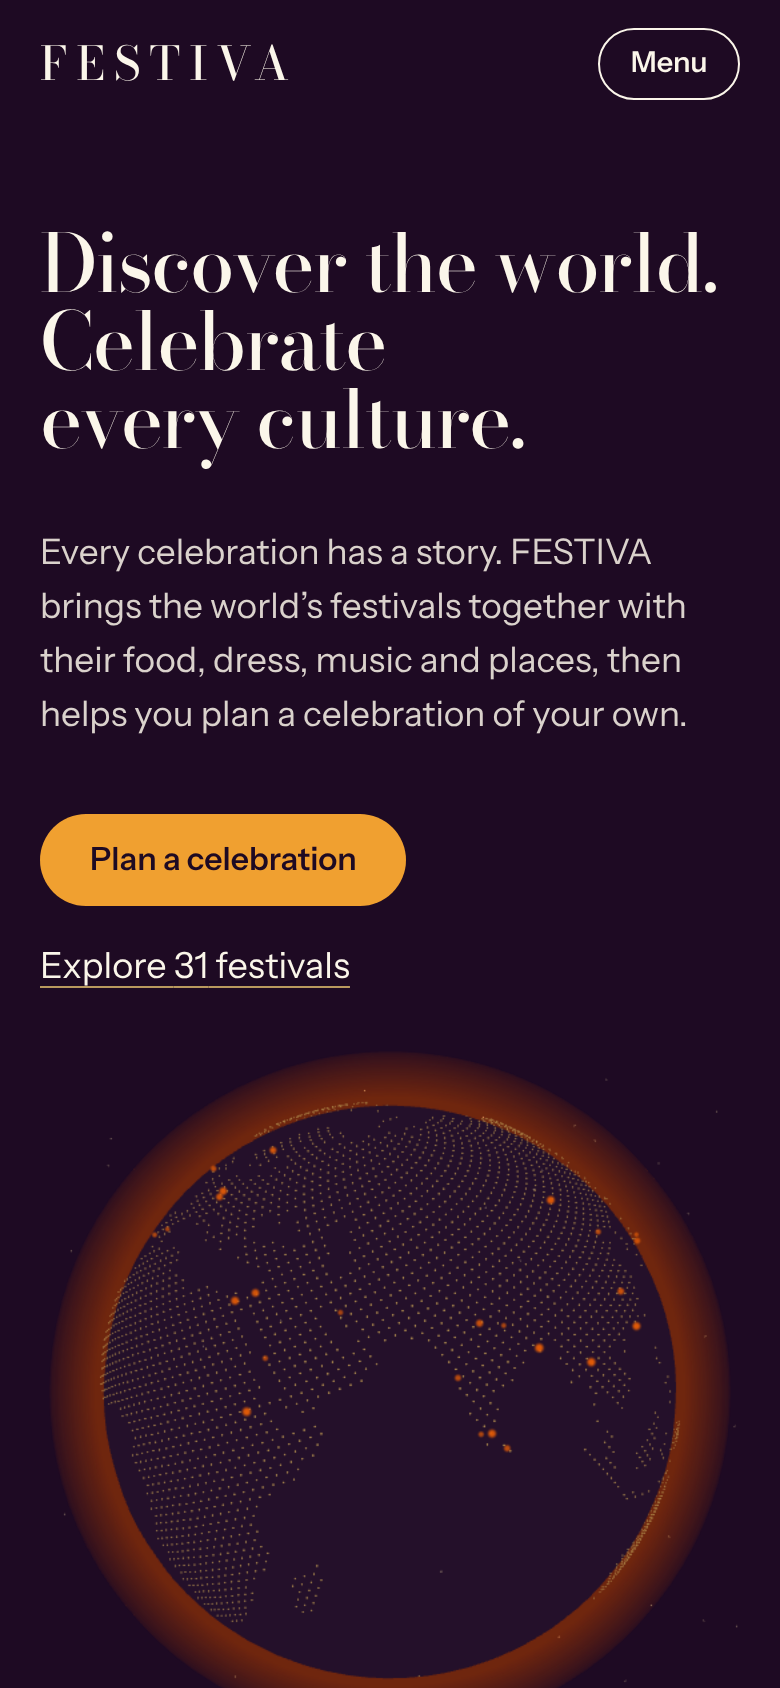 FESTIVA
Menu
Discover the world.
Celebrate
every culture.
Every celebration has a story. FESTIVA
brings the world’s festivals together with
their food, dress, music and places, then
helps you plan a celebration of your own.
Plan a celebration
Explore 31 festivals